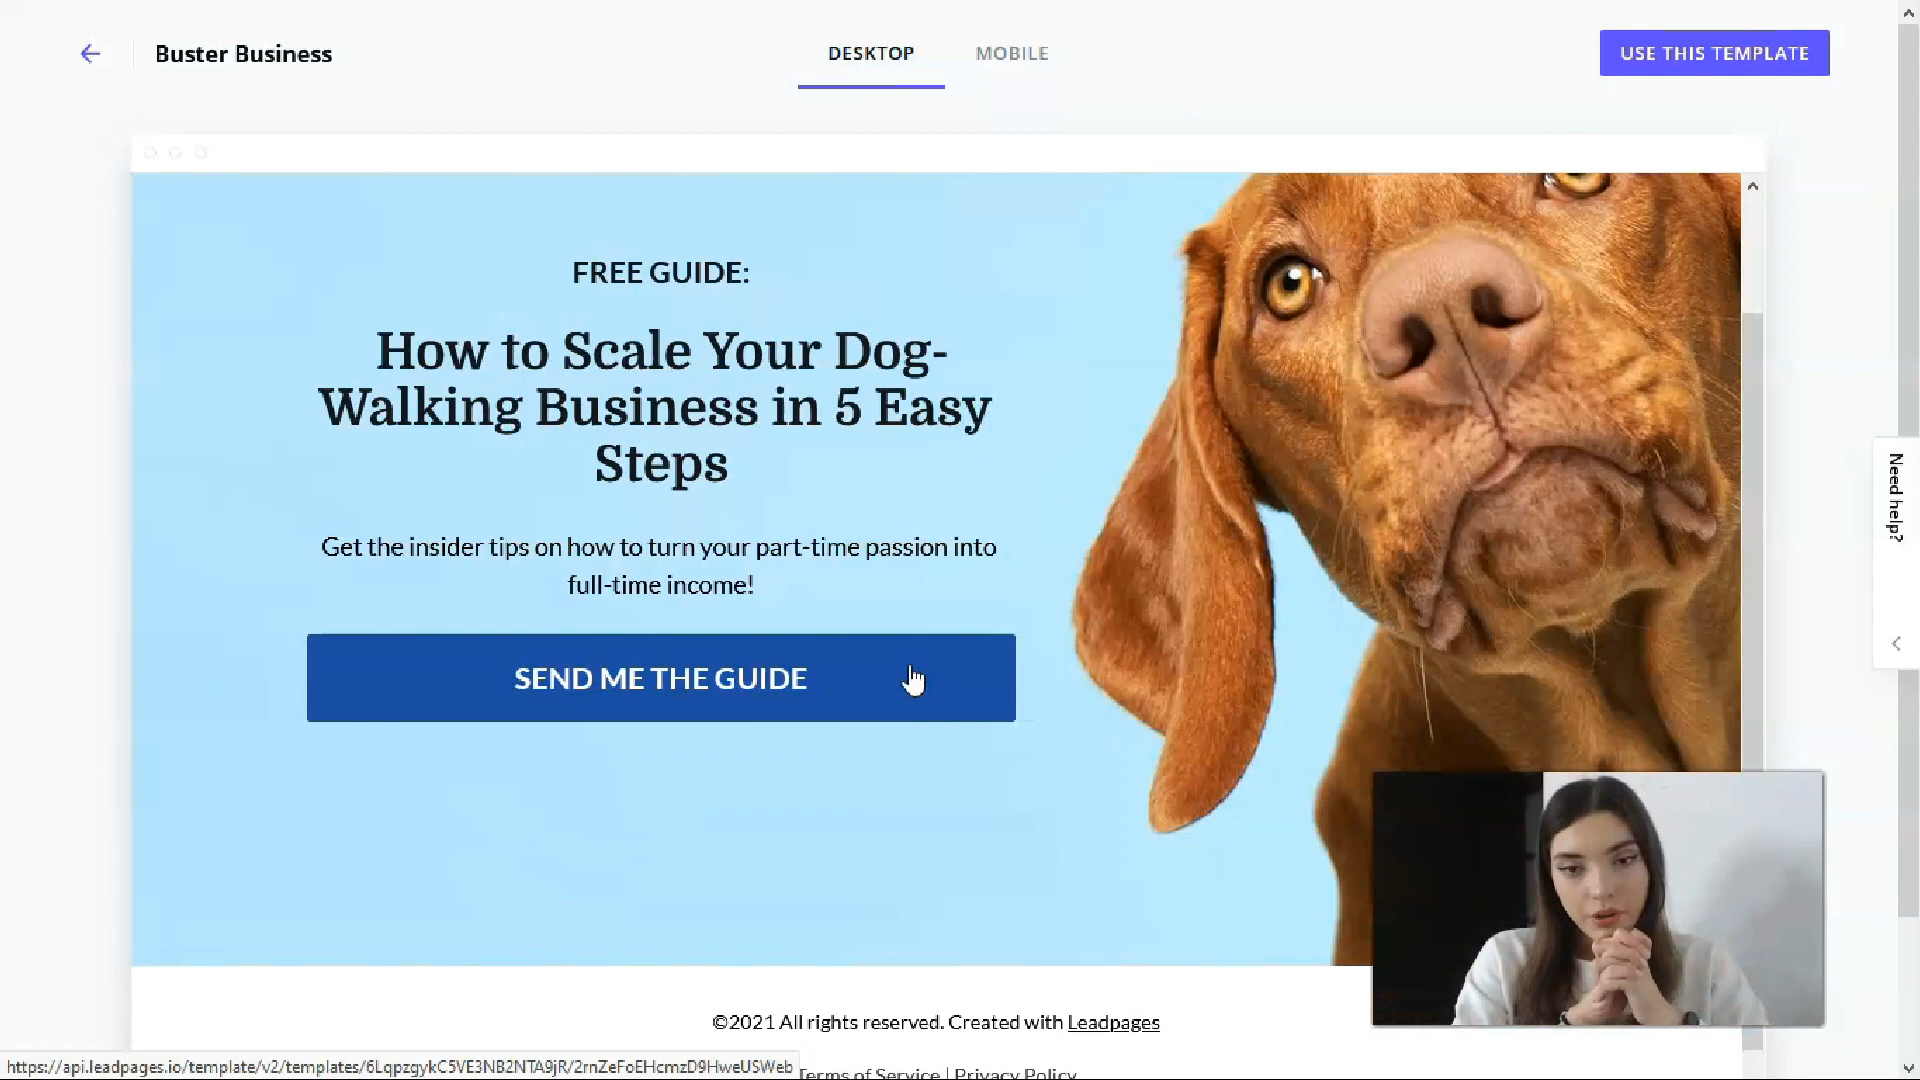 Buster Business
DESKTOP
MOBILE
USE THIS TEMPLATE
FREE GUIDE:
How to Scale Your Dog-
Walking Business in 5 Easy
Steps
Get the insider tips on how to turn your part-time passion into
full-time income!
SEND ME THE GUIDE
Need help?
©2021 All rights reserved. Created with Leadpages
https://api.leadpages.io/template/v2/templates/6LqpzgykC5VE3NB2NTA9jR/2rnZeFoEHcmzD9HweUSWeb
Terms of Service | Privacy Policy